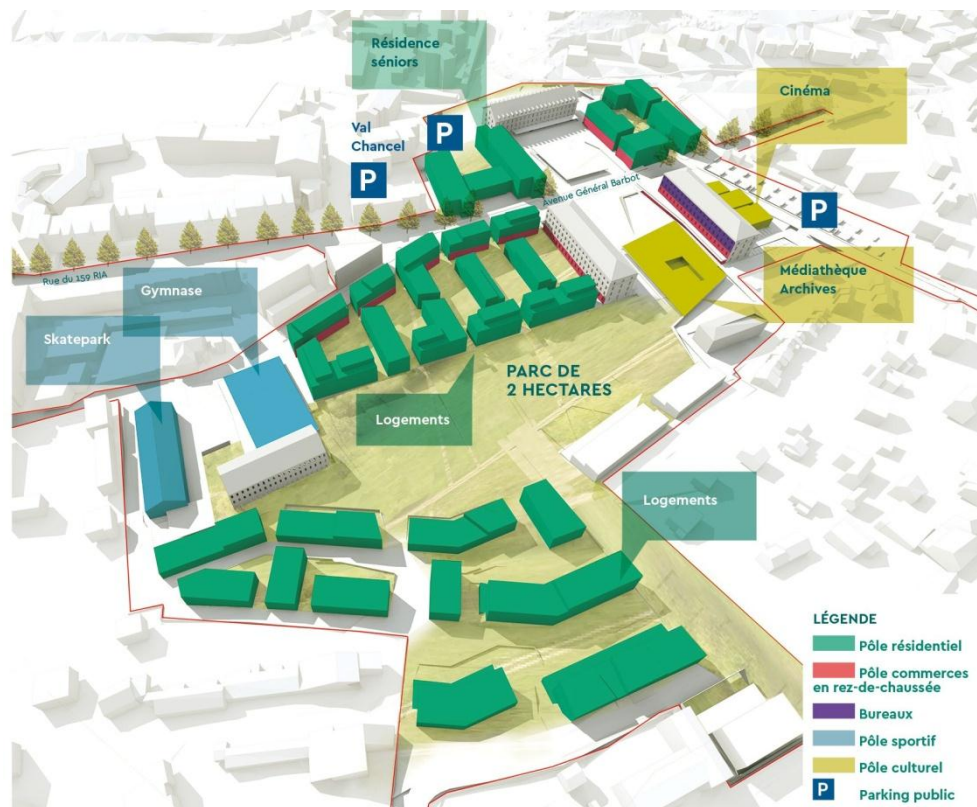 Résidence
séniors
Cinéma
Val
Chancel
P
P
P
Avenue Général Barbot
Rue du 159 RIA
Gymnase
Médiathèque
Archives
Skatepark
PARC DE
2 HECTARES
Logements
Logements
LÉGENDE
Pôle résidentiel
Pôle commerces
en rez-de-chaussée
Bureaux
Pôle sportif
Pôle culturel
P Parking public